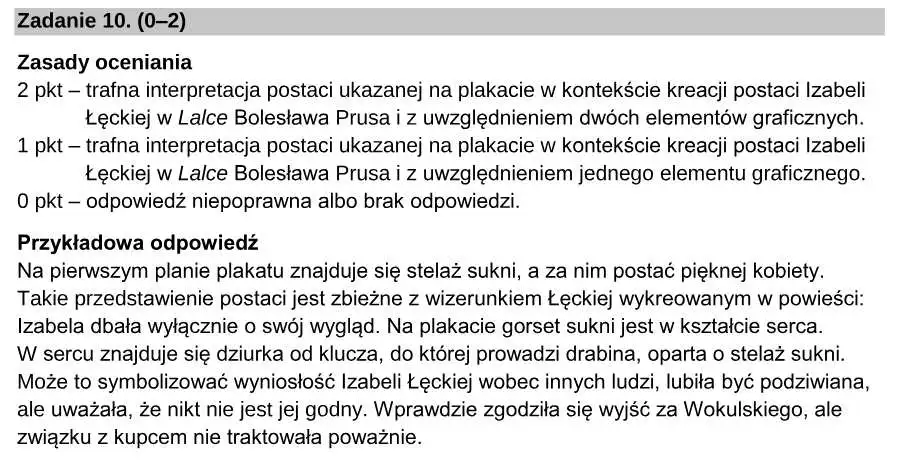 Zadanie 10. (0–2)
Zasady oceniania
2 pkt – trafna interpretacja postaci ukazanej na plakacie w kontekście kreacji postaci Izabeli
Łęckiej w Lalce Bolesława Prusa i z uwzględnieniem dwóch elementów graficznych.
1 pkt – trafna interpretacja postaci ukazanej na plakacie w kontekście kreacji postaci Izabeli
Łęckiej w Lalce Bolesława Prusa i z uwzględnieniem jednego elementu graficznego.
0 pkt – odpowiedź niepoprawna albo brak odpowiedzi.
Przykładowa odpowiedź
Na pierwszym planie plakatu znajduje się stelaż sukni, a za nim postać pięknej kobiety.
Takie przedstawienie postaci jest zbieżne z wizerunkiem Łęckiej wykreowanym w powieści:
Izabela dbała wyłącznie o swój wygląd. Na plakacie gorset sukni jest w kształcie serca.
W sercu znajduje się dziurka od klucza, do której prowadzi drabina, oparta o stelaż sukni.
Może to symbolizować wyniosłość Izabeli Łęckiej wobec innych ludzi, lubiła być podziwiana,
ale uważała, że nikt nie jest jej godny. Wprawdzie zgodziła się wyjść za Wokulskiego, ale
związku z kupcem nie traktowała poważnie.